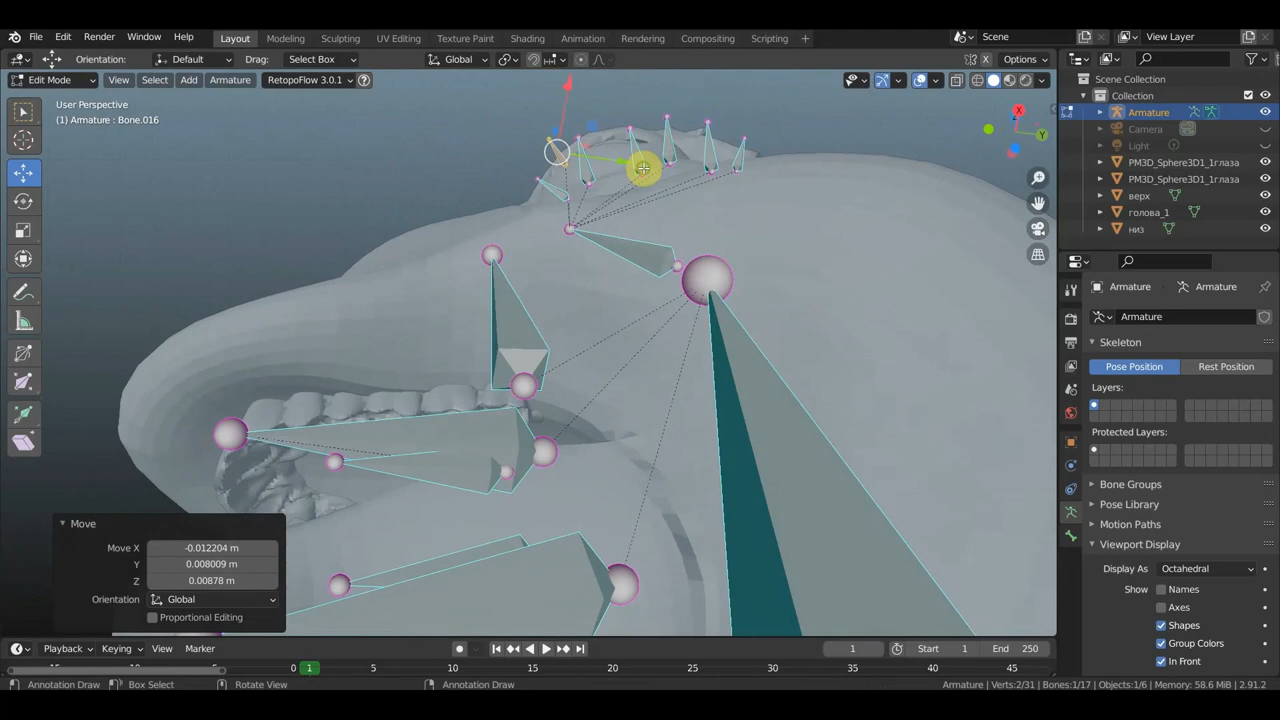 File Edit Render Window Help Layout Modeling Sculpting UV Editing Texture Paint Shading Animation Rendering Compositing Scripting + Scene View Layer
Orientation: Default Drag: Select Box Global X Options
Edit Mode View Select Add Armature RetopoFlow 3.0.1 ?
User Perspective
(1) Armature : Bone.016
X
Y
Z
Move
Move X -0.012204 m
Y 0.008009 m
Z 0.00878 m
Orientation Global
Proportional Editing
Scene Collection
Collection
Armature
Camera
Light
PM3D_Sphere3D1_1глаза
PM3D_Sphere3D1_1глаза
верх
голова_1
низ
Armature Armature
Armature
Skeleton
Pose Position Rest Position
Layers:
Protected Layers:
Bone Groups
Pose Library
Motion Paths
Viewport Display
Display As Octahedral
Show Names
Axes
Shapes
Group Colors
In Front
Playback Keying View Marker 1 Start 1 End 250
0 1 5 10 15 20 25 30 35 40 45
Annotation Draw Box Select Rotate View Annotation Draw Armature | Verts:2/31 | Bones:1/17 | Objects:1/6 | Memory: 58.6 MiB | 2.91.2